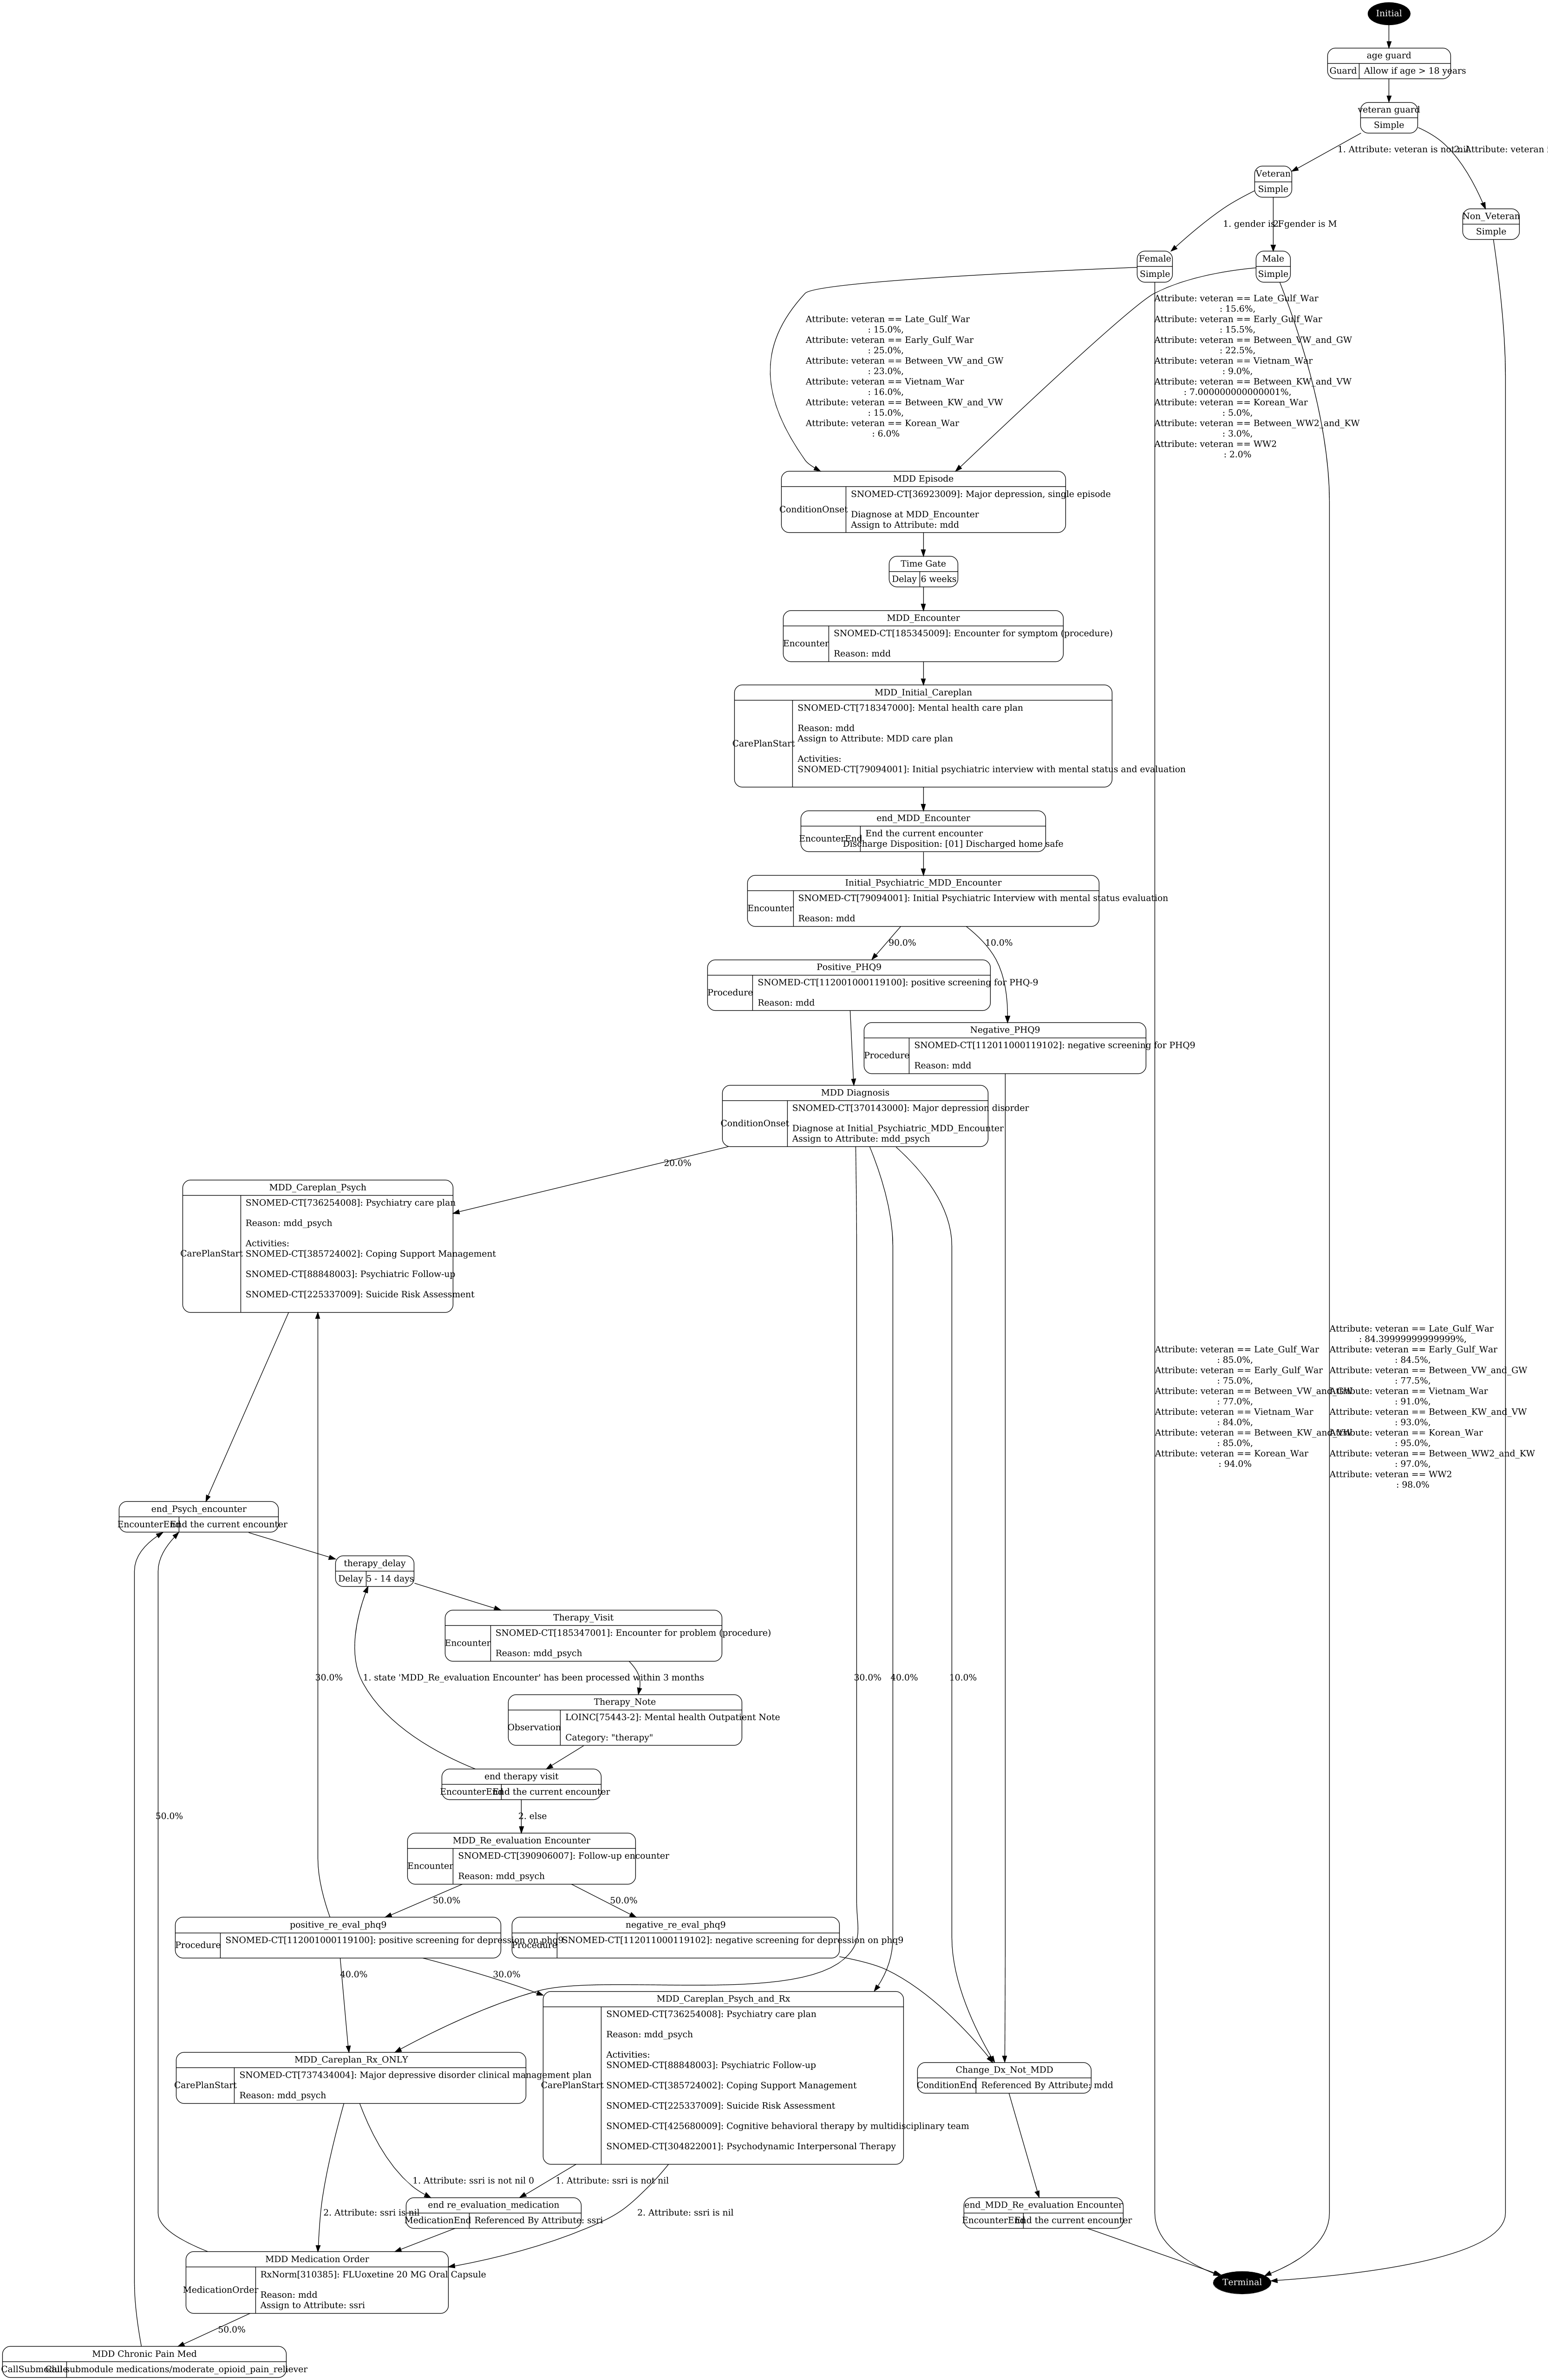 Initial
age guard
Guard Allow if age > 18 years
veteran guard
Simple
1. Attribute: veteran is not nil
2. Attribute: veteran
Veteran
Simple
Non_Veteran
Simple
1. gender is F
2. gender is M
Female
Simple
Male
Simple
Attribute: veteran == Late_Gulf_War
: 15.0%,
Attribute: veteran == Early_Gulf_War
: 25.0%,
Attribute: veteran == Between_VW_and_GW
: 23.0%,
Attribute: veteran == Vietnam_War
: 16.0%,
Attribute: veteran == Between_KW_and_VW
: 15.0%,
Attribute: veteran == Korean_War
: 6.0%
Attribute: veteran == Late_Gulf_War
: 15.6%,
Attribute: veteran == Early_Gulf_War
: 15.5%,
Attribute: veteran == Between_VW_and_GW
: 22.5%,
Attribute: veteran == Vietnam_War
: 9.0%,
Attribute: veteran == Between_KW_and_VW
: 7.000000000000001%,
Attribute: veteran == Korean_War
: 5.0%,
Attribute: veteran == Between_WW2_and_KW
: 3.0%,
Attribute: veteran == WW2
: 2.0%
MDD Episode
ConditionOnset
SNOMED-CT[36923009]: Major depression, single episode
Diagnose at MDD_Encounter
Assign to Attribute: mdd
Time Gate
Delay 6 weeks
MDD_Encounter
Encounter
SNOMED-CT[185345009]: Encounter for symptom (procedure)
Reason: mdd
MDD_Initial_Careplan
CarePlanStart
SNOMED-CT[718347000]: Mental health care plan
Reason: mdd
Assign to Attribute: MDD care plan
Activities:
SNOMED-CT[79094001]: Initial psychiatric interview with mental status and evaluation
end_MDD_Encounter
EncounterEnd
End the current encounter
Discharge Disposition: [01] Discharged home safe
Initial_Psychiatric_MDD_Encounter
Encounter
SNOMED-CT[79094001]: Initial Psychiatric Interview with mental status evaluation
Reason: mdd
90.0%
10.0%
Positive_PHQ9
Procedure
SNOMED-CT[112001000119100]: positive screening for PHQ-9
Reason: mdd
Negative_PHQ9
Procedure
SNOMED-CT[112011000119102]: negative screening for PHQ9
Reason: mdd
MDD Diagnosis
ConditionOnset
SNOMED-CT[370143000]: Major depression disorder
Diagnose at Initial_Psychiatric_MDD_Encounter
Assign to Attribute: mdd_psych
20.0%
MDD_Careplan_Psych
CarePlanStart
SNOMED-CT[736254008]: Psychiatry care plan
Reason: mdd_psych
Activities:
SNOMED-CT[385724002]: Coping Support Management
SNOMED-CT[88848003]: Psychiatric Follow-up
SNOMED-CT[225337009]: Suicide Risk Assessment
Attribute: veteran == Late_Gulf_War
: 85.0%,
Attribute: veteran == Early_Gulf_War
: 75.0%,
Attribute: veteran == Between_VW_and_GW
: 77.0%,
Attribute: veteran == Vietnam_War
: 84.0%,
Attribute: veteran == Between_KW_and_VW
: 85.0%,
Attribute: veteran == Korean_War
: 94.0%
Attribute: veteran == Late_Gulf_War
: 84.39999999999999%,
Attribute: veteran == Early_Gulf_War
: 84.5%,
Attribute: veteran == Between_VW_and_GW
: 77.5%,
Attribute: veteran == Vietnam_War
: 91.0%,
Attribute: veteran == Between_KW_and_VW
: 93.0%,
Attribute: veteran == Korean_War
: 95.0%,
Attribute: veteran == Between_WW2_and_KW
: 97.0%,
Attribute: veteran == WW2
: 98.0%
end_Psych_encounter
EncounterEnd End the current encounter
therapy_delay
Delay 5 - 14 days
Therapy_Visit
Encounter
SNOMED-CT[185347001]: Encounter for problem (procedure)
Reason: mdd_psych
30.0%
1. state 'MDD_Re_evaluation Encounter' has been processed within 3 months
30.0%
40.0%
10.0%
Therapy_Note
Observation
LOINC[75443-2]: Mental health Outpatient Note
Category: "therapy"
end therapy visit
EncounterEnd End the current encounter
50.0%
2. else
MDD_Re_evaluation Encounter
Encounter
SNOMED-CT[390906007]: Follow-up encounter
Reason: mdd_psych
50.0%
50.0%
positive_re_eval_phq9
Procedure
SNOMED-CT[112001000119100]: positive screening for depression on phq9
negative_re_eval_phq9
Procedure
SNOMED-CT[112011000119102]: negative screening for depression on phq9
40.0%
30.0%
MDD_Careplan_Psych_and_Rx
CarePlanStart
SNOMED-CT[736254008]: Psychiatry care plan
Reason: mdd_psych
Activities:
SNOMED-CT[88848003]: Psychiatric Follow-up
SNOMED-CT[385724002]: Coping Support Management
SNOMED-CT[225337009]: Suicide Risk Assessment
SNOMED-CT[425680009]: Cognitive behavioral therapy by multidisciplinary team
SNOMED-CT[304822001]: Psychodynamic Interpersonal Therapy
MDD_Careplan_Rx_ONLY
CarePlanStart
SNOMED-CT[737434004]: Major depressive disorder clinical management plan
Reason: mdd_psych
Change_Dx_Not_MDD
ConditionEnd Referenced By Attribute: mdd
1. Attribute: ssri is not nil 0
1. Attribute: ssri is not nil
2. Attribute: ssri is nil
2. Attribute: ssri is nil
end re_evaluation_medication
MedicationEnd Referenced By Attribute: ssri
end_MDD_Re_evaluation Encounter
EncounterEnd End the current encounter
MDD Medication Order
MedicationOrder
RxNorm[310385]: FLUoxetine 20 MG Oral Capsule
Reason: mdd
Assign to Attribute: ssri
Terminal
50.0%
MDD Chronic Pain Med
CallSubmodule Call submodule medications/moderate_opioid_pain_reliever